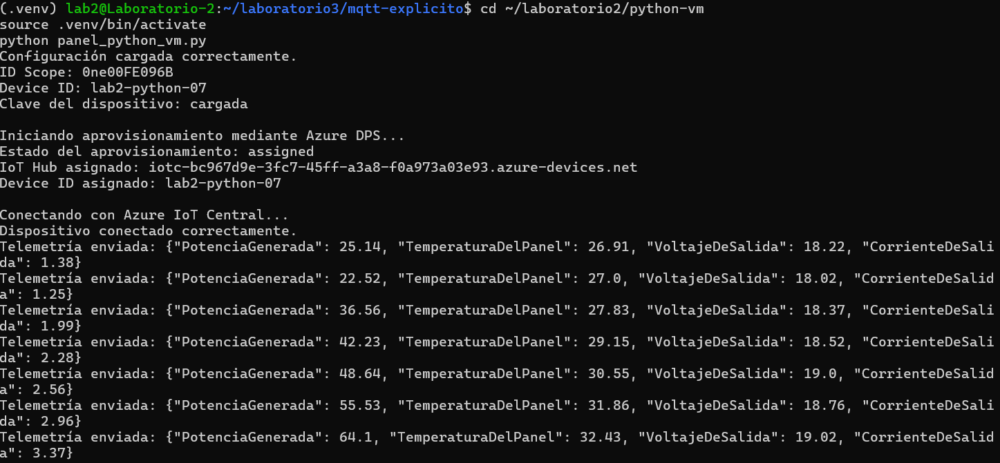 (.venv) lab2@Laboratorio-2:~/laboratorio3/mqtt-explicito$ cd ~/laboratorio2/python-vm
source .venv/bin/activate
python panel_python_vm.py
Configuración cargada correctamente.
ID Scope: 0ne00FE096B
Device ID: lab2-python-07
Clave del dispositivo: cargada

Iniciando aprovisionamiento mediante Azure DPS...
Estado del aprovisionamiento: assigned
IoT Hub asignado: iotc-bc967d9e-3fc7-45ff-a3a8-f0a973a03e93.azure-devices.net
Device ID asignado: lab2-python-07

Conectando con Azure IoT Central...
Dispositivo conectado correctamente.
Telemetría enviada: {"PotenciaGenerada": 25.14, "TemperaturaDelPanel": 26.91, "VoltajeDeSalida": 18.22, "CorrienteDeSali
da": 1.38}
Telemetría enviada: {"PotenciaGenerada": 22.52, "TemperaturaDelPanel": 27.0, "VoltajeDeSalida": 18.02, "CorrienteDeSalid
a": 1.25}
Telemetría enviada: {"PotenciaGenerada": 36.56, "TemperaturaDelPanel": 27.83, "VoltajeDeSalida": 18.37, "CorrienteDeSali
da": 1.99}
Telemetría enviada: {"PotenciaGenerada": 42.23, "TemperaturaDelPanel": 29.15, "VoltajeDeSalida": 18.52, "CorrienteDeSali
da": 2.28}
Telemetría enviada: {"PotenciaGenerada": 48.64, "TemperaturaDelPanel": 30.55, "VoltajeDeSalida": 19.0, "CorrienteDeSalid
a": 2.56}
Telemetría enviada: {"PotenciaGenerada": 55.53, "TemperaturaDelPanel": 31.86, "VoltajeDeSalida": 18.76, "CorrienteDeSali
da": 2.96}
Telemetría enviada: {"PotenciaGenerada": 64.1, "TemperaturaDelPanel": 32.43, "VoltajeDeSalida": 19.02, "CorrienteDeSalid
a": 3.37}